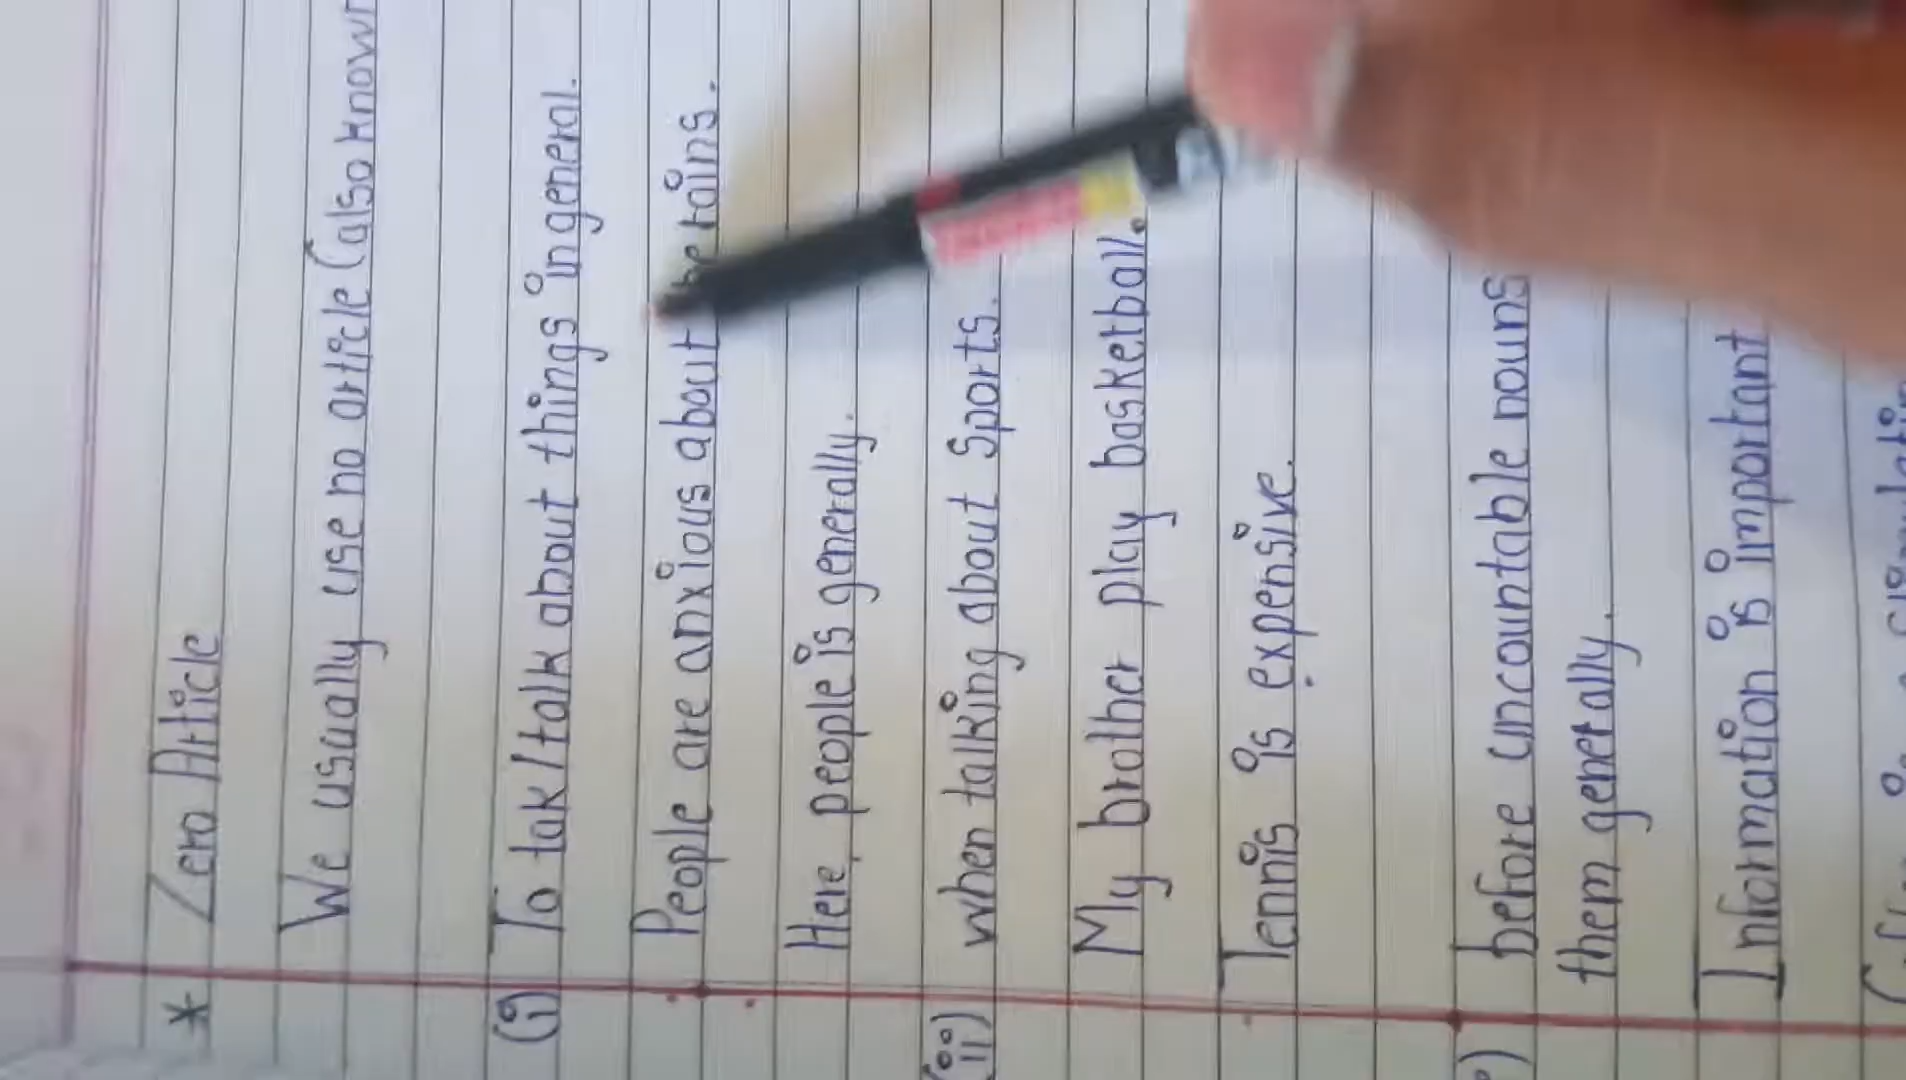 * Zero Article
We usually use no article (also known
(i) To tak/talk about things in general.
People are anxious about rains.
Here, people is generally.
(ii) when talking about sports.
My brother play basketball.
Tennis is expensive.
before uncountable nouns
them generally.
Information is important